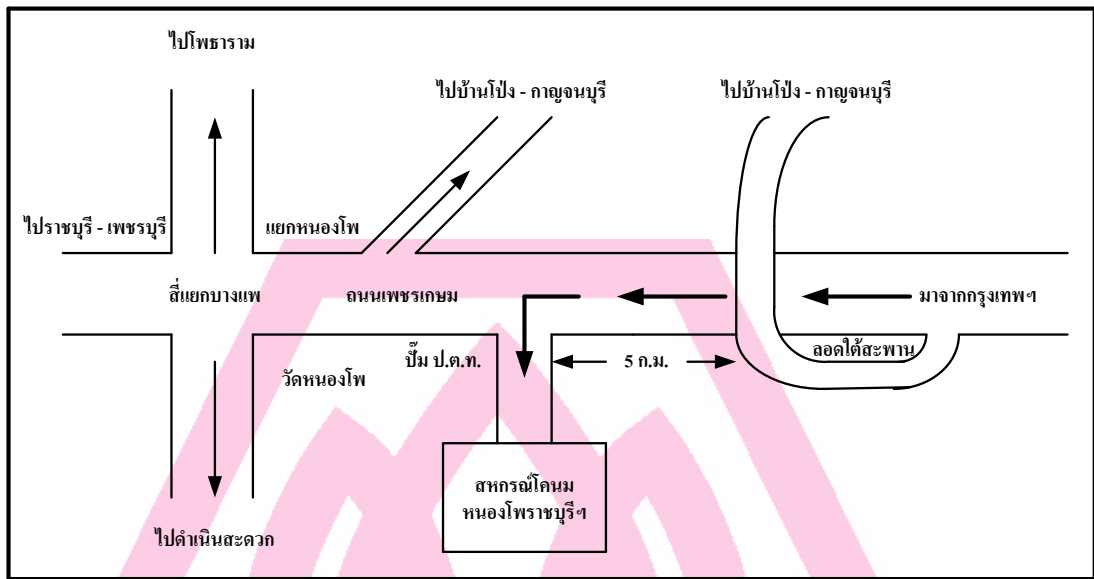 ไปโพธาราม
ไปบ้านโป่ง - กาญจนบุรี
ไปบ้านโป่ง - กาญจนบุรี
ไปราชบุรี - เพชรบุรี
แยกหนองโพ
สี่แยกบางแพ
ถนนเพชรเกษม
มาจากกรุงเทพฯ
ปั๊ม ป.ต.ท.
5 ก.ม.
ลอดใต้สะพาน
วัดหนองโพ
สหกรณ์โคนม
หนองโพราชบุรีฯ
ไปดำเนินสะดวก